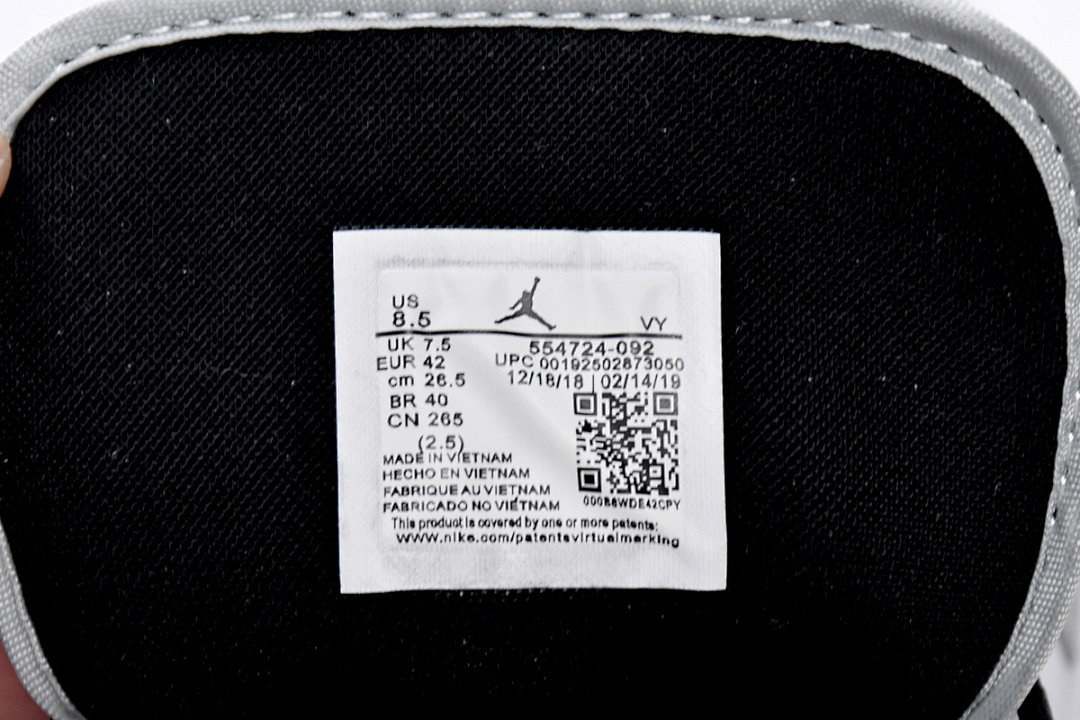 US
8.5
VY
UK 7.5
554724-092
EUR 42
UPC 00192502873050
cm 26.5
12/18/18 | 02/14/19
BR 40
CN 265
(2.5)
MADE IN VIETNAM
HECHO EN VIETNAM
FABRIQUE AU VIETNAM
FABRICADO NO VIETNAM
000B6WDE42CPY
This product is covered by one or more patents:
www.nike.com/patentsvirtualmarking